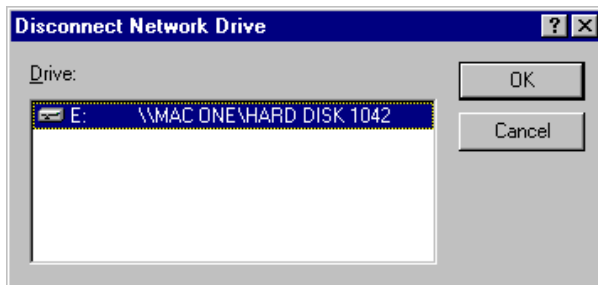 Disconnect Network Drive
Drive:
E: \\MAC ONE\HARD DISK 1042
OK
Cancel